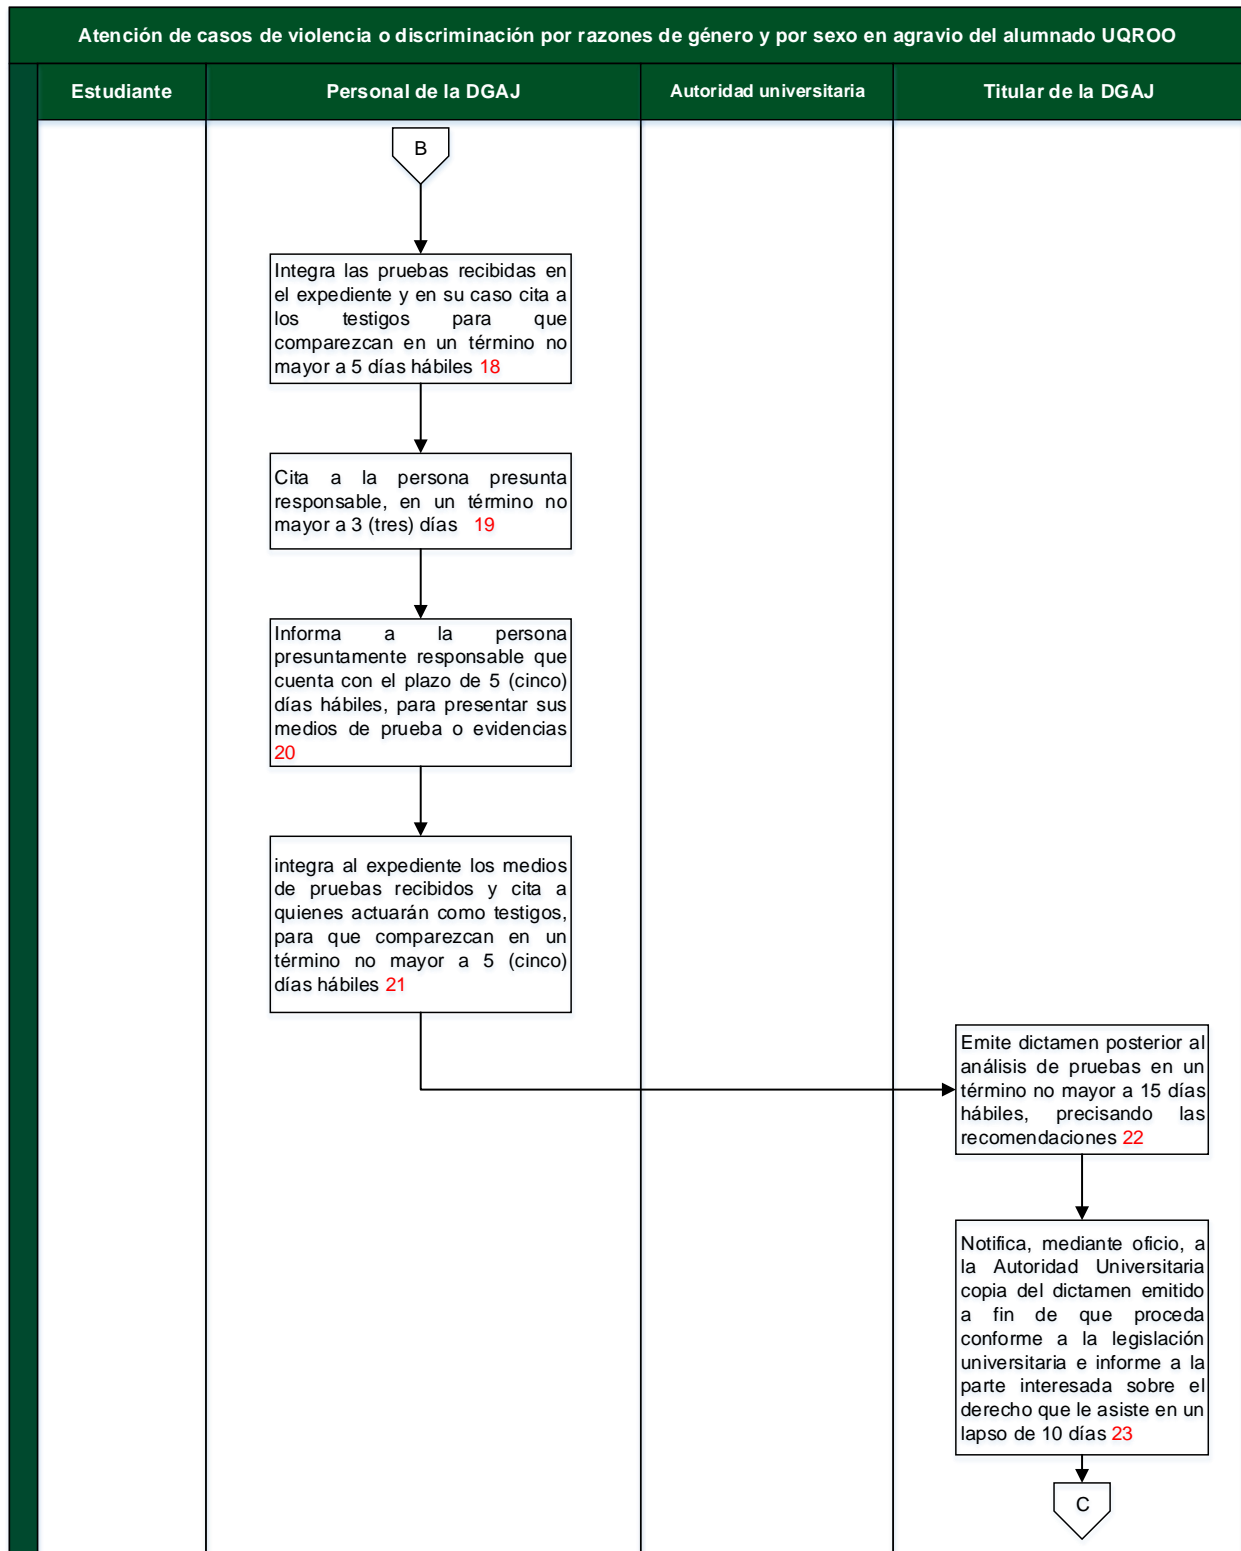 Atención de casos de violencia o discriminación por razones de género y por sexo en agravio del alumnado UQROO
Estudiante
Personal de la DGAJ
Autoridad universitaria
Titular de la DGAJ
B
Integra las pruebas recibidas en
el expediente y en su caso cita a
los testigos para que
comparezcan en un término no
mayor a 5 días hábiles 18
Cita a la persona presunta
responsable, en un término no
mayor a 3 (tres) días 19
Informa a la persona
presuntamente responsable que
cuenta con el plazo de 5 (cinco)
días hábiles, para presentar sus
medios de prueba o evidencias
20
integra al expediente los medios
de pruebas recibidos y cita a
quienes actuarán como testigos,
para que comparezcan en un
término no mayor a 5 (cinco)
días hábiles 21
Emite dictamen posterior al
análisis de pruebas en un
término no mayor a 15 días
hábiles, precisando las
recomendaciones 22
Notifica, mediante oficio, a
la Autoridad Universitaria
copia del dictamen emitido
a fin de que proceda
conforme a la legislación
universitaria e informe a la
parte interesada sobre el
derecho que le asiste en un
lapso de 10 días 23
C